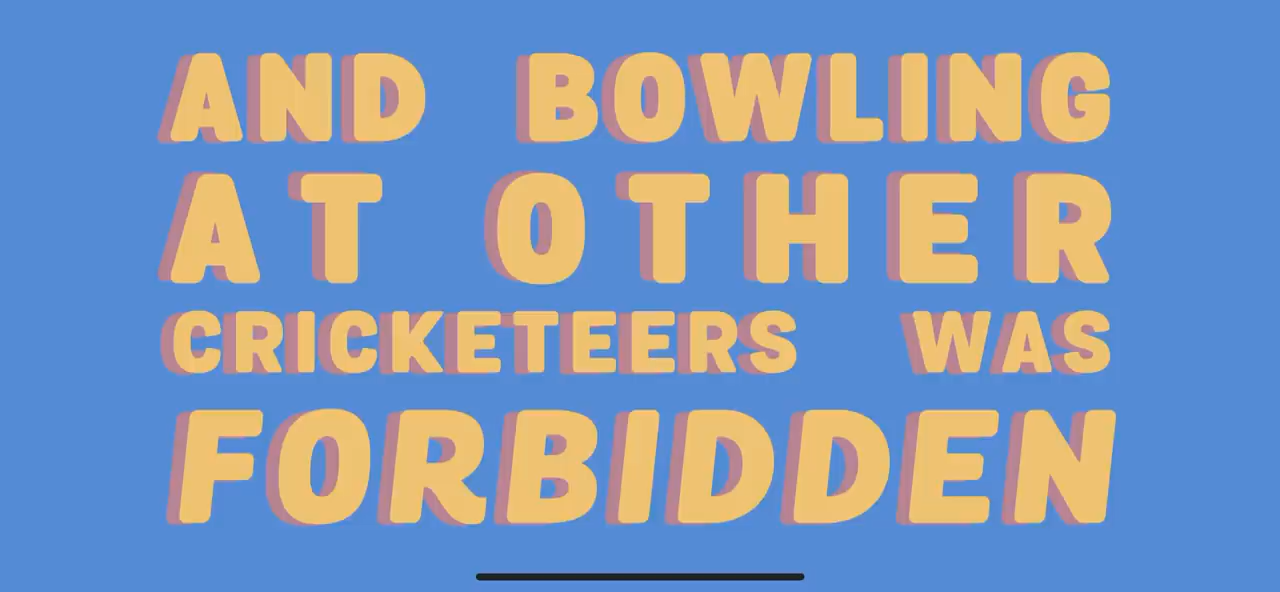 AND BOWLING
AT OTHER
CRICKETEERS WAS
FORBIDDEN